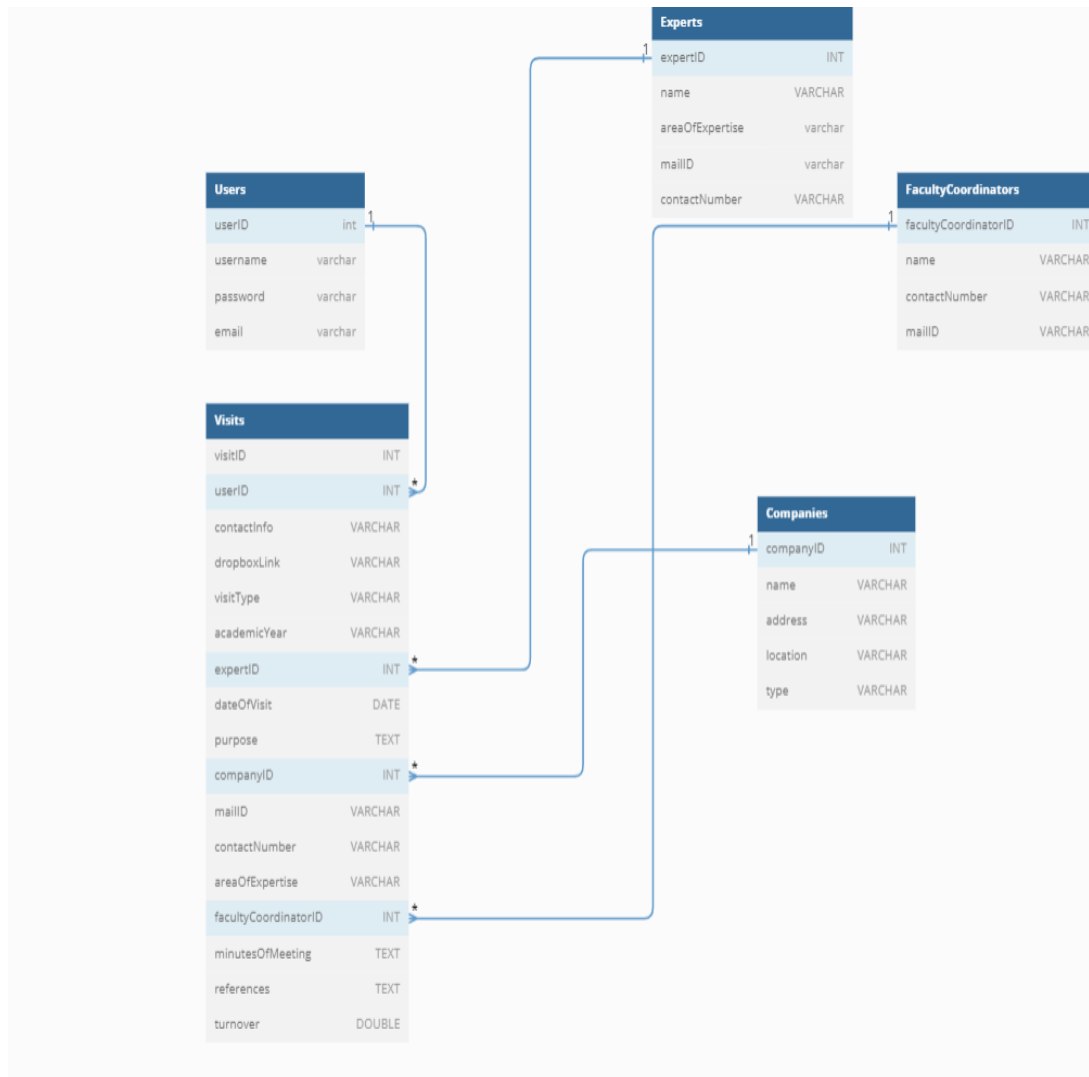 Experts
expertID INT
name VARCHAR
areaOfExpertise varchar
mailID varchar
contactNumber VARCHAR
1
Users
userID int
username varchar
password varchar
email varchar
1
FacultyCoordinators
facultyCoordinatorID INT
name VARCHAR
contactNumber VARCHAR
mailID VARCHAR
1
Visits
visitID INT
userID INT
contactInfo VARCHAR
dropboxLink VARCHAR
visitType VARCHAR
academicYear VARCHAR
expertID INT
dateOfVisit DATE
purpose TEXT
companyID INT
mailID VARCHAR
contactNumber VARCHAR
areaOfExpertise VARCHAR
facultyCoordinatorID INT
minutesOfMeeting TEXT
references TEXT
turnover DOUBLE
*
*
*
*
Companies
companyID INT
name VARCHAR
address VARCHAR
location VARCHAR
type VARCHAR
1